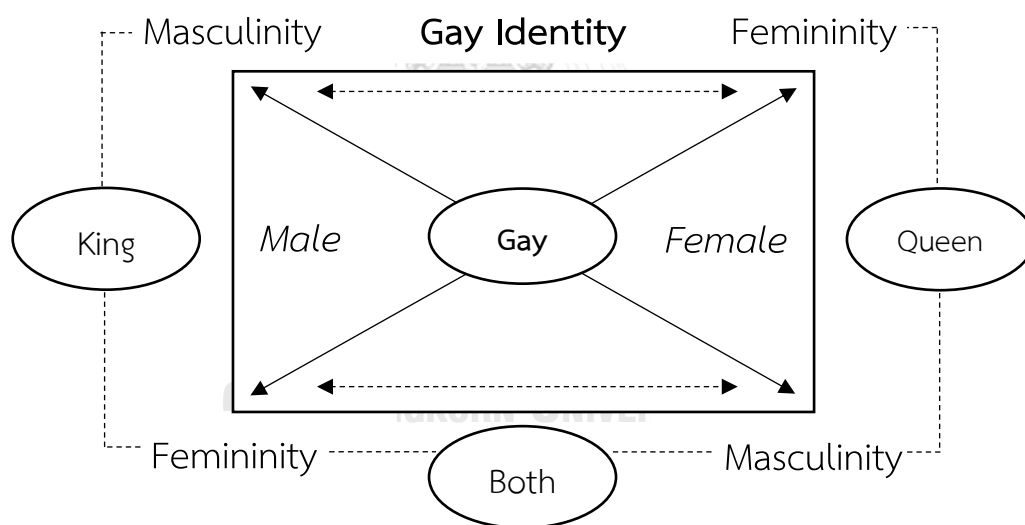 Masculinity
Gay Identity
Femininity
King
Male
Gay
Female
Queen
Femininity
Both
Masculinity